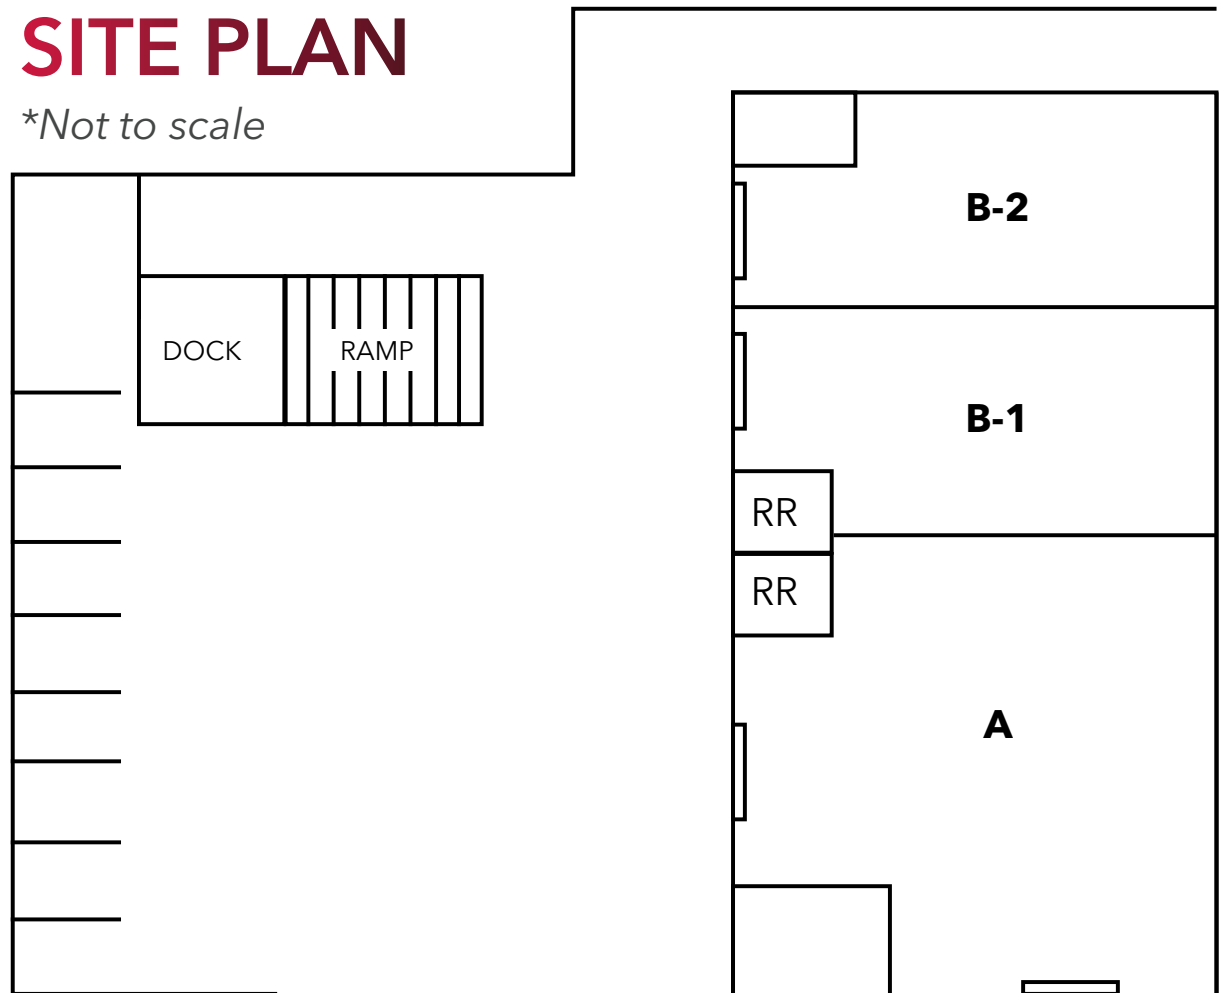 SITE PLAN
*Not to scale
B-2
DOCK
RAMP
B-1
RR
RR
A